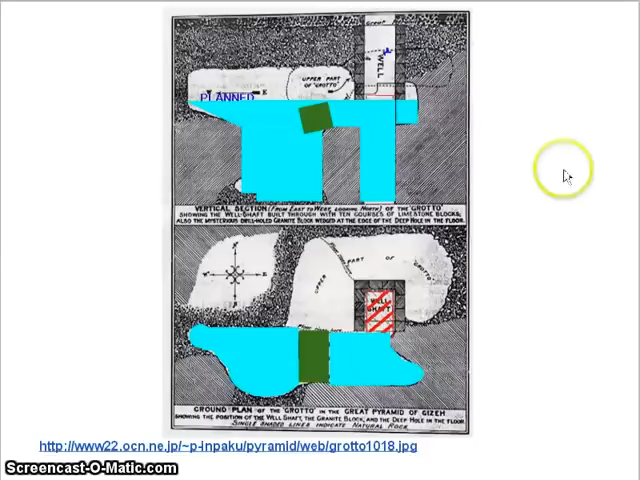 GROUP
WELL
UPPER PART
OF 'GROTTO'
W
E
PLANNED
VERTICAL SECTION (FROM EAST TO WEST, LOOKING NORTH) OF THE 'GROTTO'
SHOWING THE WELL-SHAFT BUILT THROUGH WITH TEN COURSES OF LIMESTONE BLOCKS;
ALSO THE MYSTERIOUS DRILL-HOLED GRANITE BLOCK WEDGED AT THE EDGE OF THE DEEP HOLE IN THE FLOOR.
UPPER PART OF 'GROTTO'
WELL
SHAFT
GROUND PLAN OF THE 'GROTTO' IN THE GREAT PYRAMID OF GIZEH
SHOWING THE POSITION OF THE WELL SHAFT, THE GRANITE BLOCK, AND THE DEEP HOLE IN THE FLOOR.
SINGLE SHADED LINES INDICATE NATURAL ROCK.
http://www22.ocn.ne.jp/~p-inpaku/pyramid/web/grotto1018.jpg
Screencast-O-Matic.com